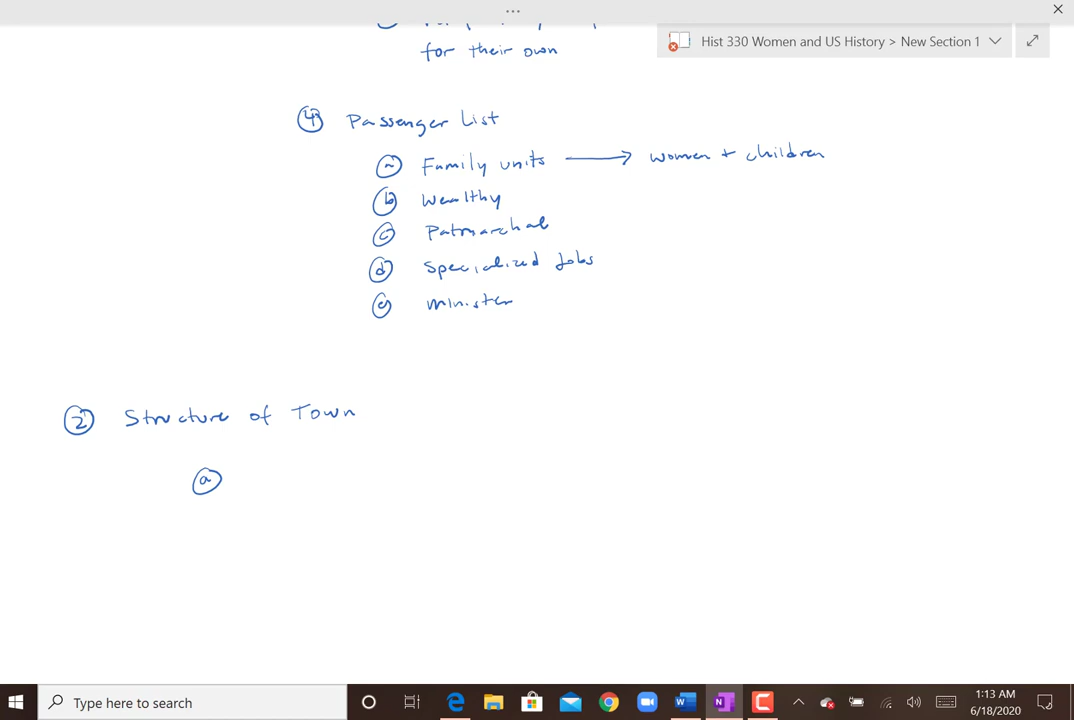 for their own
Hist 330 Women and US History > New Section 1
④ Passenger List
ⓐ Family units → women + children
ⓑ Wealthy
ⓒ Patriarchal
ⓓ Specialized Jobs
ⓔ minister
② Structure of Town
ⓐ
Type here to search
1:13 AM
6/18/2020